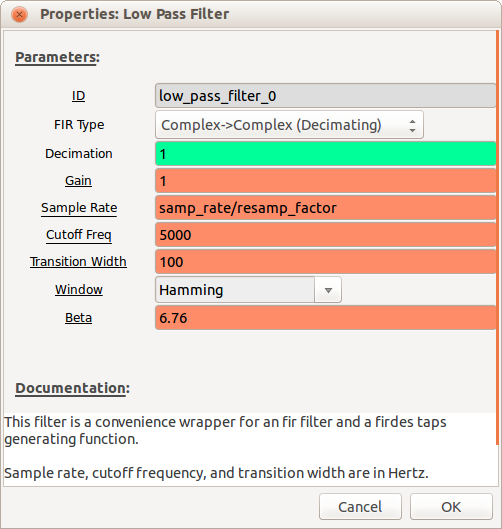 Properties: Low Pass Filter
Parameters:
ID low_pass_filter_0
FIR Type Complex->Complex (Decimating)
Decimation 1
Gain 1
Sample Rate samp_rate/resamp_factor
Cutoff Freq 5000
Transition Width 100
Window Hamming
Beta 6.76
Documentation:
This filter is a convenience wrapper for an fir filter and a firdes taps
generating function.
Sample rate, cutoff frequency, and transition width are in Hertz.
Cancel OK